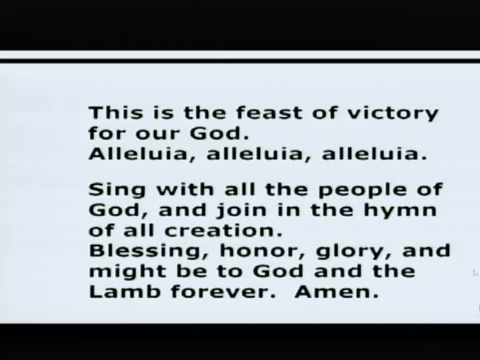 This is the feast of victory
for our God.
Alleluia, alleluia, alleluia.
Sing with all the people of
God, and join in the hymn
of all creation.
Blessing, honor, glory, and
might be to God and the
Lamb forever.  Amen.